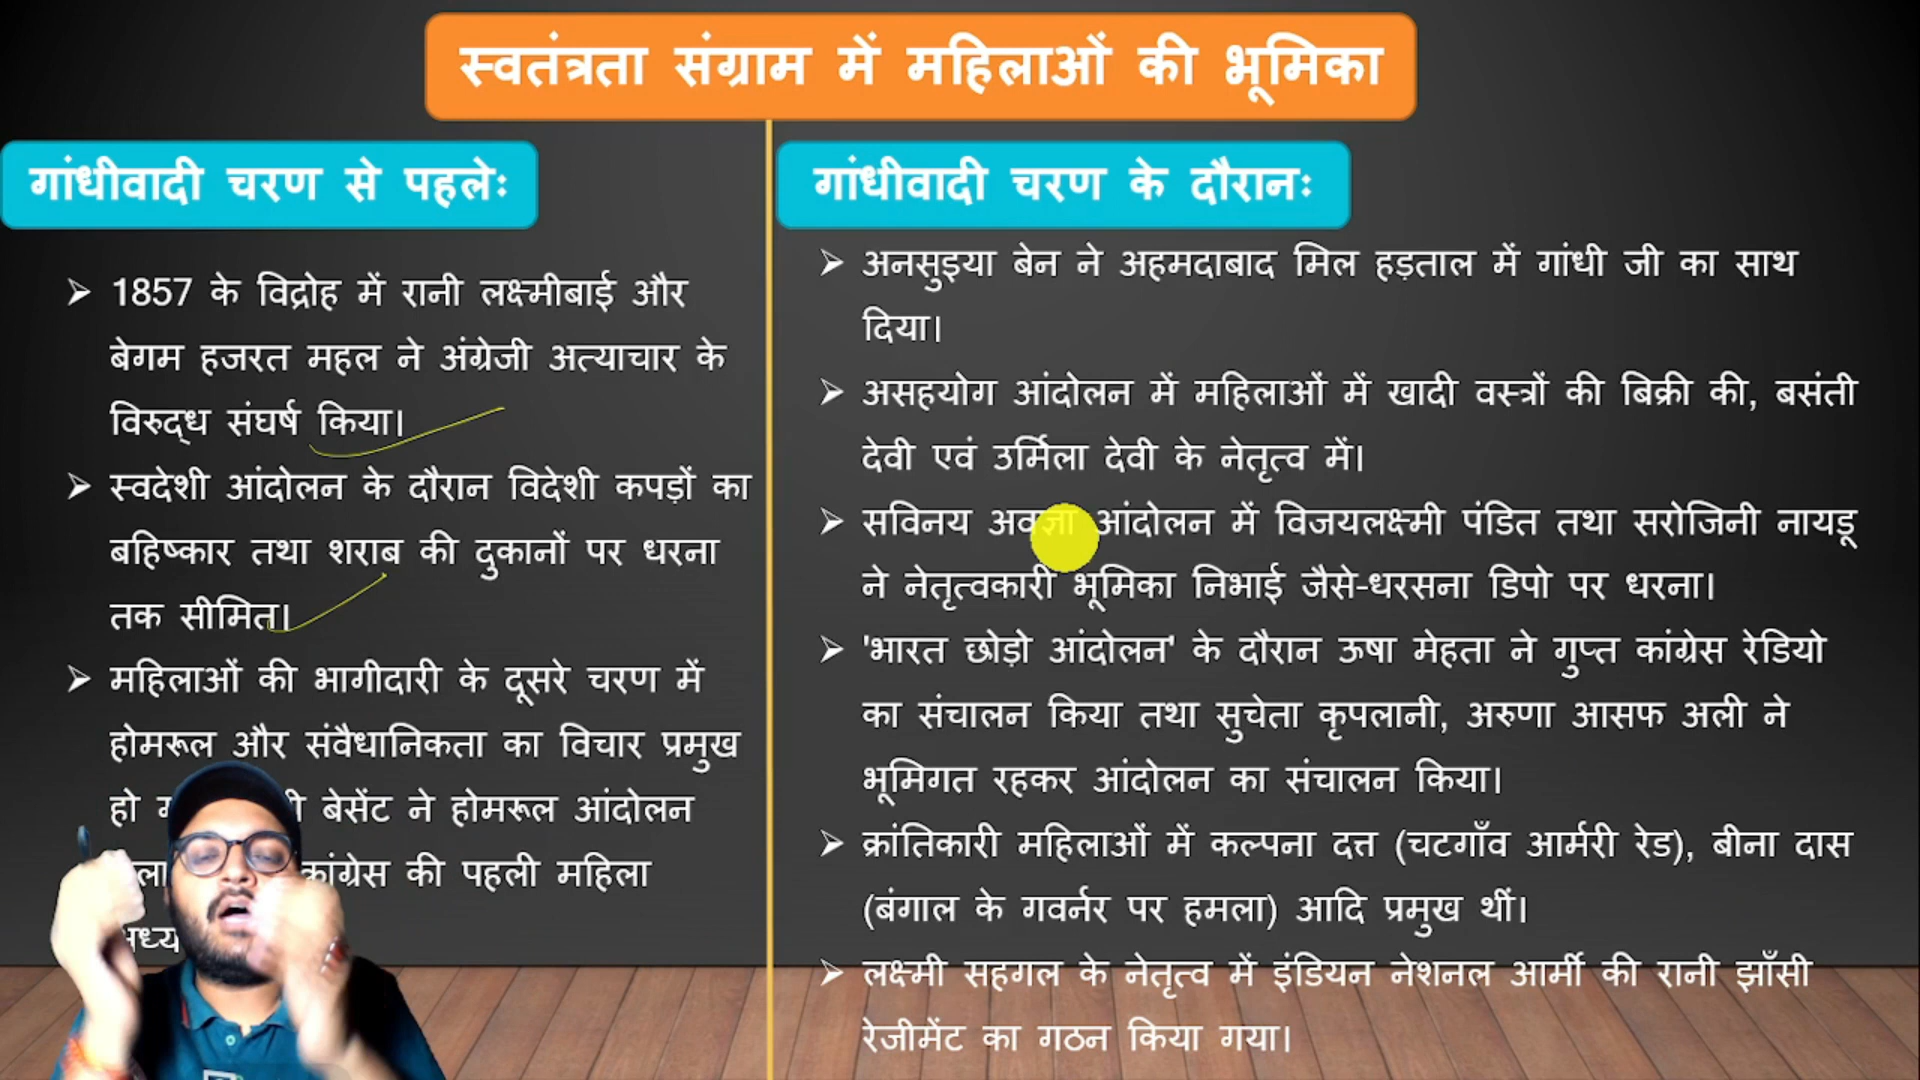 स्वतंत्रता संग्राम में महिलाओं की भूमिका
गांधीवादी चरण से पहलेः
➢ 1857 के विद्रोह में रानी लक्ष्मीबाई और
बेगम हजरत महल ने अंग्रेजी अत्याचार के
विरुद्ध संघर्ष किया।
➢ स्वदेशी आंदोलन के दौरान विदेशी कपड़ों का
बहिष्कार तथा शराब की दुकानों पर धरना
तक सीमित।
➢ महिलाओं की भागीदारी के दूसरे चरण में
होमरूल और संवैधानिकता का विचार प्रमुख
हो बेसेंट ने होमरूल आंदोलन
कांग्रेस की पहली महिला
गांधीवादी चरण के दौरानः
➢ अनसुइया बेन ने अहमदाबाद मिल हड़ताल में गांधी जी का साथ
दिया।
➢ असहयोग आंदोलन में महिलाओं में खादी वस्त्रों की बिक्री की, बसंती
देवी एवं उर्मिला देवी के नेतृत्व में।
➢ सविनय अवज्ञा आंदोलन में विजयलक्ष्मी पंडित तथा सरोजिनी नायडू
ने नेतृत्वकारी भूमिका निभाई जैसे-धरसना डिपो पर धरना।
➢ 'भारत छोड़ो आंदोलन' के दौरान ऊषा मेहता ने गुप्त कांग्रेस रेडियो
का संचालन किया तथा सुचेता कृपलानी, अरुणा आसफ अली ने
भूमिगत रहकर आंदोलन का संचालन किया।
➢ क्रांतिकारी महिलाओं में कल्पना दत्त (चटगाँव आर्मरी रेड), बीना दास
(बंगाल के गवर्नर पर हमला) आदि प्रमुख थीं।
➢ लक्ष्मी सहगल के नेतृत्व में इंडियन नेशनल आर्मी की रानी झाँसी
रेजीमेंट का गठन किया गया।